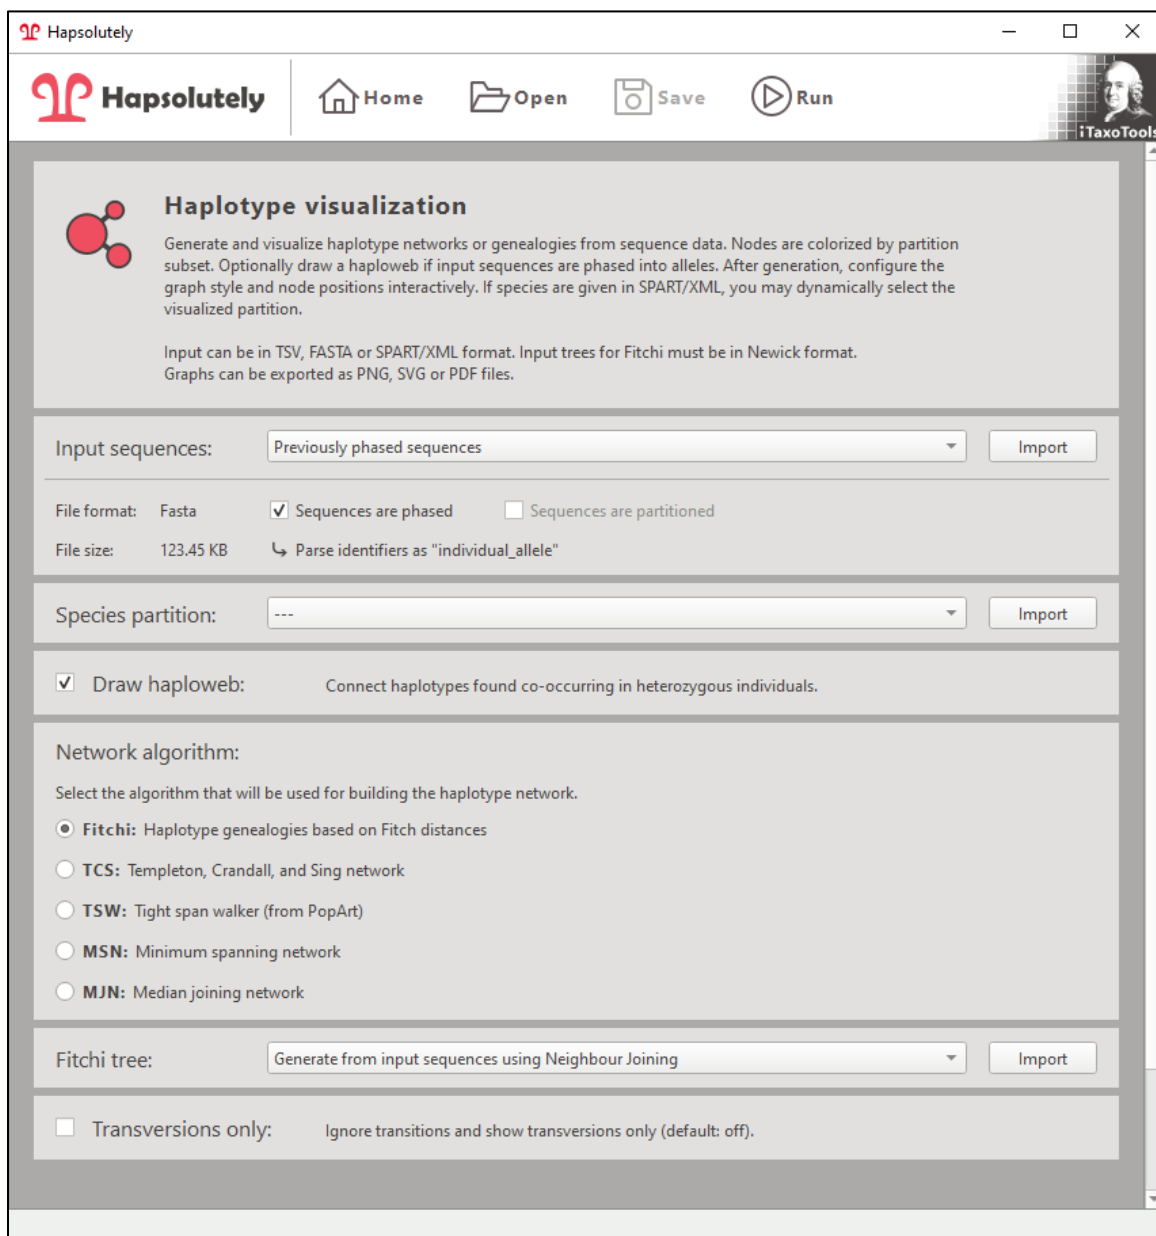 Hapsolutely
Hapsolutely
Home
Open
Save
Run
iTaxoTools
Haplotype visualization
Generate and visualize haplotype networks or genealogies from sequence data. Nodes are colorized by partition
subset. Optionally draw a haploweb if input sequences are phased into alleles. After generation, configure the
graph style and node positions interactively. If species are given in SPART/XML, you may dynamically select the
visualized partition.
Input can be in TSV, FASTA or SPART/XML format. Input trees for Fitchi must be in Newick format.
Graphs can be exported as PNG, SVG or PDF files.
Input sequences: Previously phased sequences Import
File format: Fasta Sequences are phased Sequences are partitioned
File size: 123.45 KB Parse identifiers as "individual_allele"
Species partition: --- Import
Draw haploweb: Connect haplotypes found co-occurring in heterozygous individuals.
Network algorithm:
Select the algorithm that will be used for building the haplotype network.
Fitchi: Haplotype genealogies based on Fitch distances
TCS: Templeton, Crandall, and Sing network
TSW: Tight span walker (from PopArt)
MSN: Minimum spanning network
MJN: Median joining network
Fitchi tree: Generate from input sequences using Neighbour Joining Import
Transversions only: Ignore transitions and show transversions only (default: off).